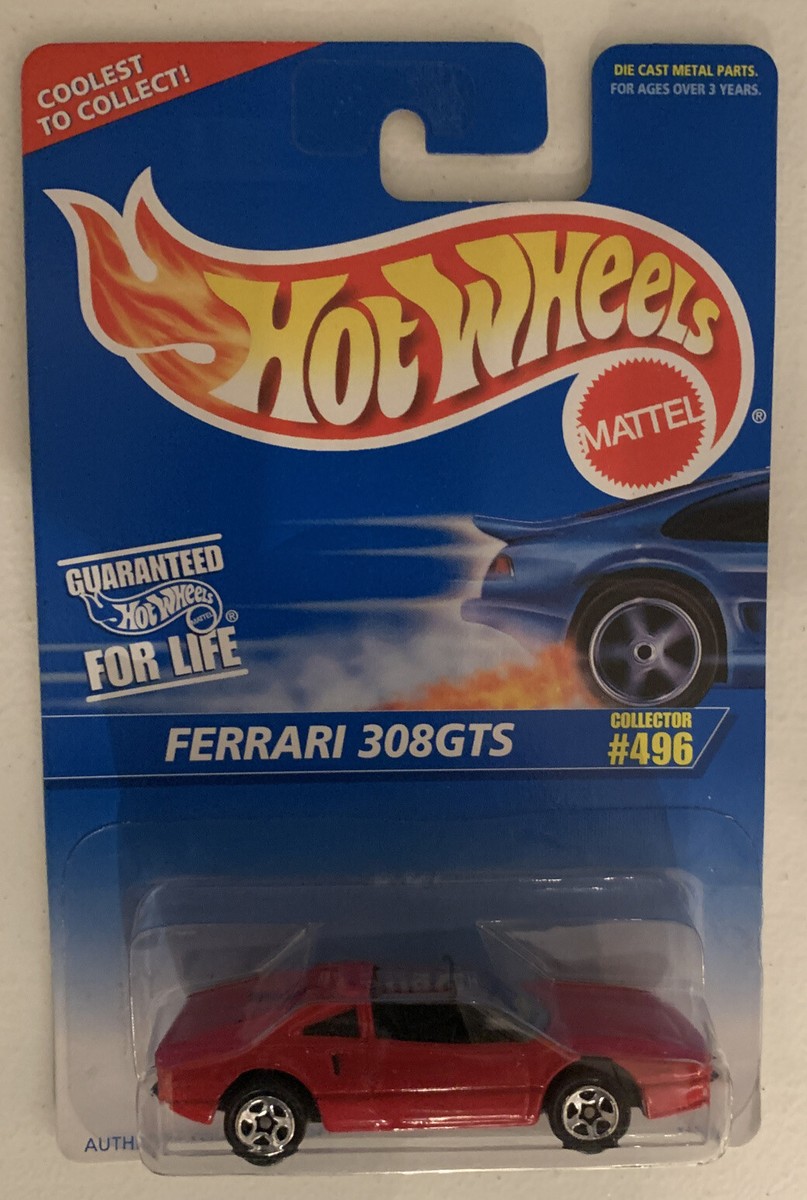 COOLEST
TO COLLECT!
DIE CAST METAL PARTS.
FOR AGES OVER 3 YEARS.
HOT WHEELS
MATTEL
®
GUARANTEED
HOT WHEELS
MATTEL
®
FOR LIFE
FERRARI 308GTS
COLLECTOR
#496